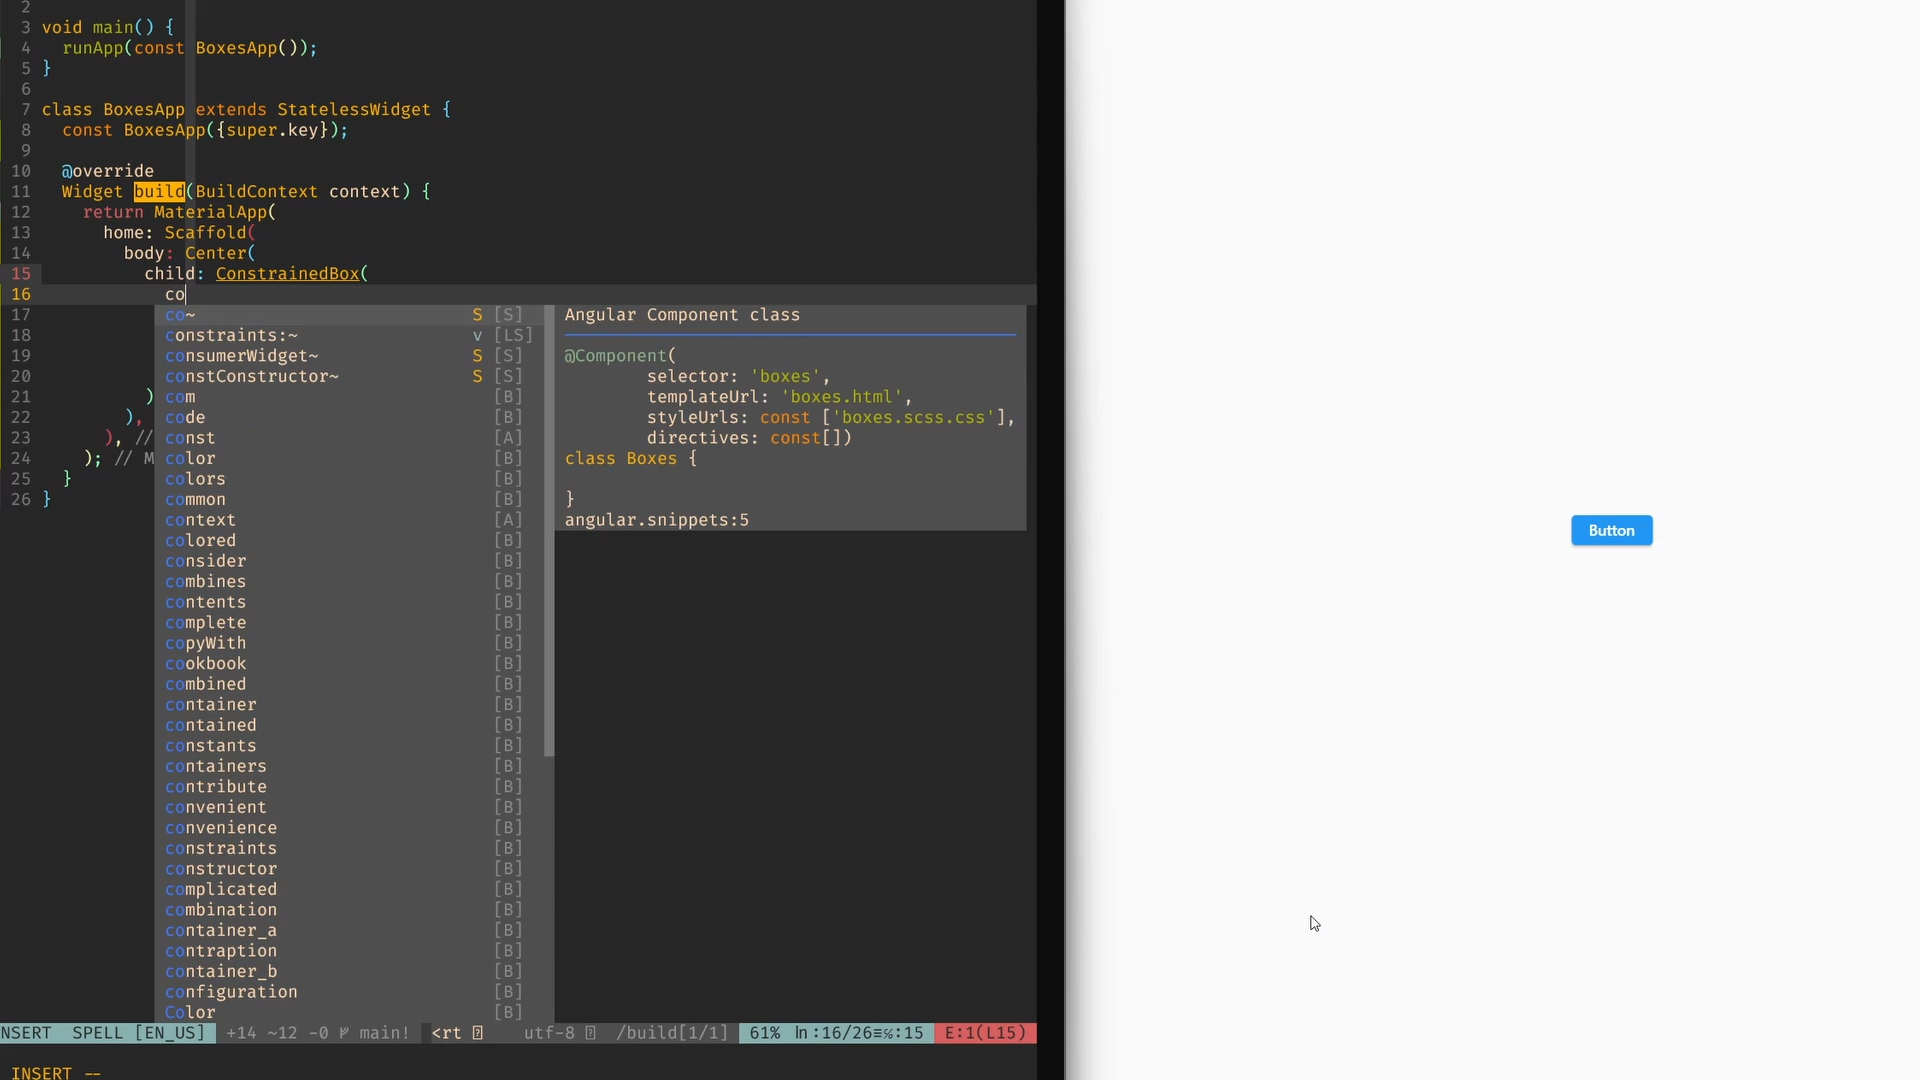 2
3 void main() {
4 runApp(const BoxesApp());
5 }
6
7 class BoxesApp extends StatelessWidget {
8 const BoxesApp({super.key});
9
10 @override
11 Widget build(BuildContext context) {
12 return MaterialApp(
13 home: Scaffold(
14 body: Center(
15 child: ConstrainedBox(
16 co
17 co~ S [S] Angular Component class
18 constraints:~ v [LS]
19 consumerWidget~ S [S] @Component(
20 constConstructor~ S [S] selector: 'boxes',
21 ) com [B] templateUrl: 'boxes.html',
22 ), code [B] styleUrls: const ['boxes.scss.css'],
23 ), // const [A] directives: const[])
24 ); // M color [B] class Boxes {
25 } colors [B]
26 } common [B] }
context [A] angular.snippets:5
colored [B]
Button
consider [B]
combines [B]
contents [B]
complete [B]
copyWith [B]
cookbook [B]
combined [B]
container [B]
contained [B]
constants [B]
containers [B]
contribute [B]
convenient [B]
convenience [B]
constraints [B]
constructor [B]
complicated [B]
combination [B]
container_a [B]
contraption [B]
container_b [B]
configuration [B]
Color [B]
NSERT SPELL [EN_US] +14 ~12 -0 main! <rt utf-8 /build[1/1] 61% ln:16/26≡℅:15 E:1(L15)
INSERT --